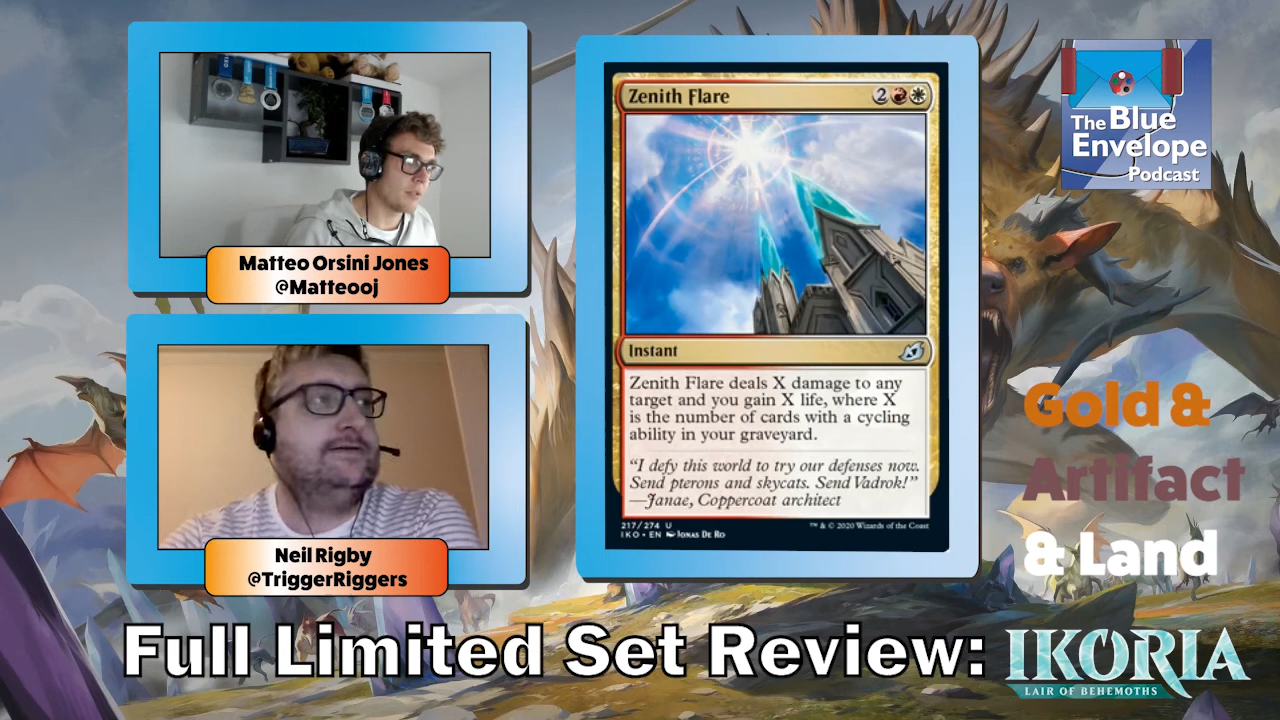 Matteo Orsini Jones
@Matteooj
Neil Rigby
@TriggerRiggers
Zenith Flare
2
Instant
Zenith Flare deals X damage to any
target and you gain X life, where X
is the number of cards with a cycling
ability in your graveyard.
“I defy this world to try our defenses now.
Send pterons and skycats. Send Vadrok!”
—Janae, Coppercoat architect
217/274 U
IKO • EN JONAS DE RO
™ & © 2020 Wizards of the Coast
The Blue
Envelope
Podcast
Gold &
Artifact
& Land
Full Limited Set Review:
IKORIA
LAIR OF BEHEMOTHS